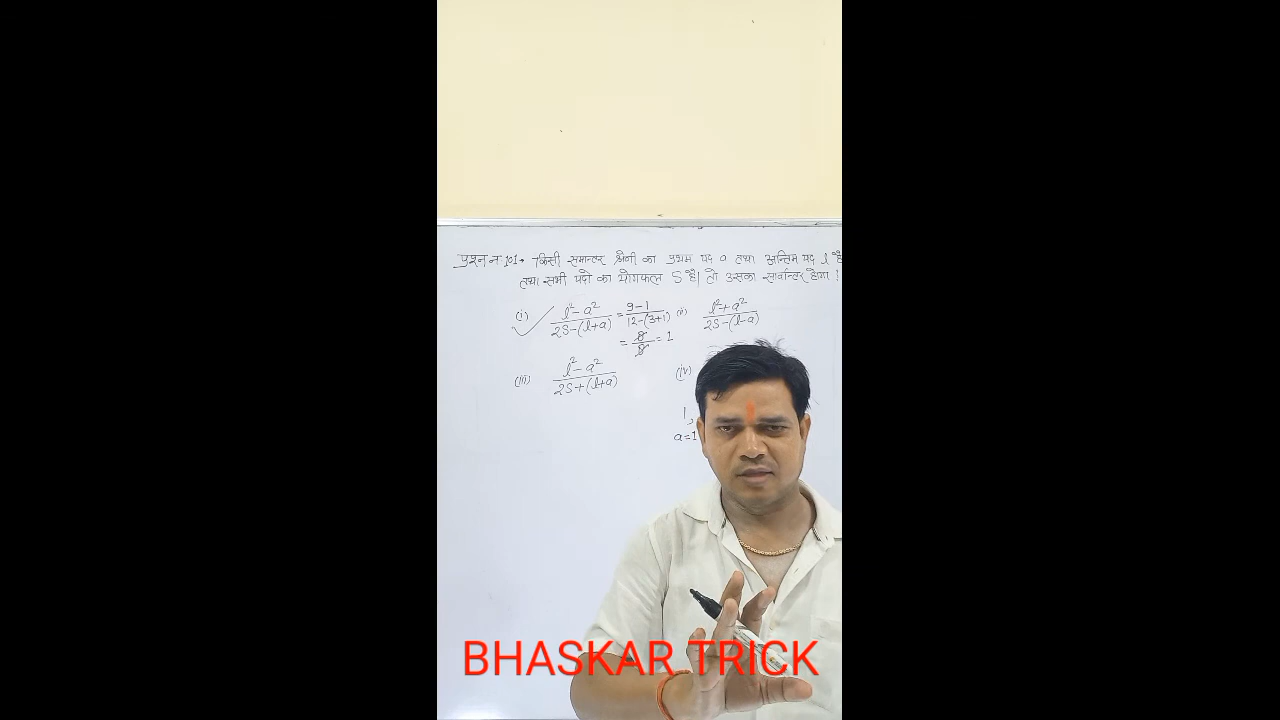 प्रश्न न 101→ किसी समान्तर श्रेनी का प्रथम पद a तथा अन्तिम पद l है
तथा सभी पदो का योगफल S है। तो उसका सार्वान्तर होगा ?
(i) ✓ l²-a² / 2S-(l+a) = 9-1 / 12-(3+1) (ii) l²+a² / 2S-(l-a)
= 8/8 = 1
(iii) l²-a² / 2S+(l+a) (iv)
1,
a=1
BHASKAR TRICK